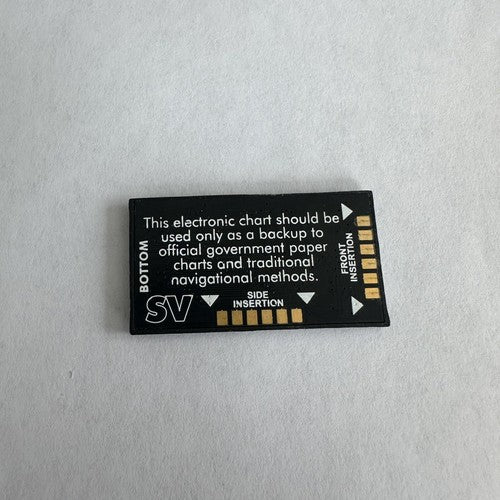 This electronic chart should be
used only as a backup to
official government paper
charts and traditional
navigational methods.
BOTTOM
SV
SIDE
INSERTION
FRONT
INSERTION